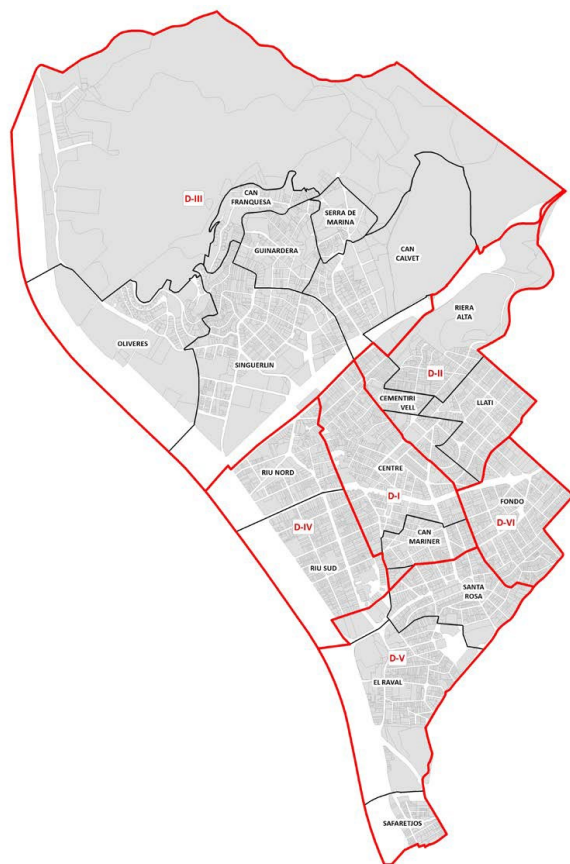 D-III
CAN
FRANQUESA
SERRA DE
MARINA
GUINARDERA
CAN
CALVET
RIERA
ALTA
OLIVERES
SINGUERLIN
D-II
CEMENTIRI
VELL
LLATI
CENTRE
RIU NORD
D-I
FONDO
D-IV
D-VI
CAN
MARINER
RIU SUD
SANTA
ROSA
D-V
EL RAVAL
SAFARETJOS